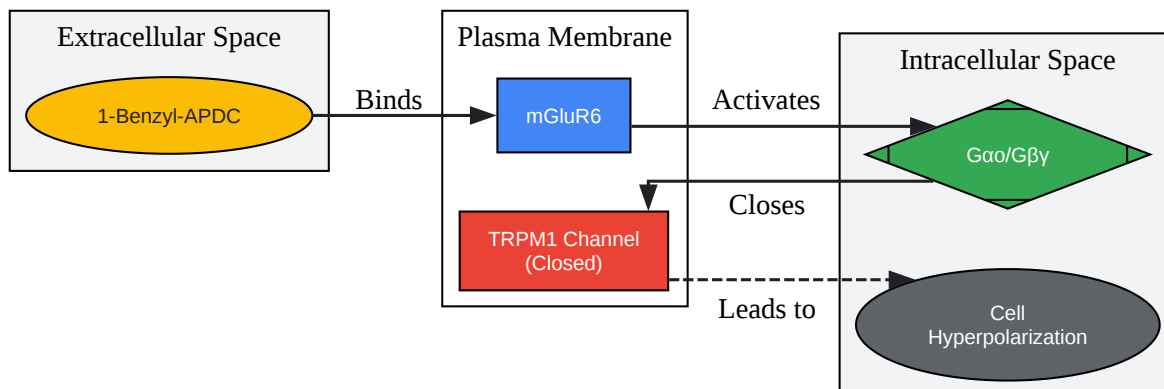 Extracellular Space
1-Benzyl-APDC
Binds
Plasma Membrane
mGluR6
Activates
Intracellular Space
Gαo/Gβγ
Closes
TRPM1 Channel
(Closed)
Leads to
Cell
Hyperpolarization